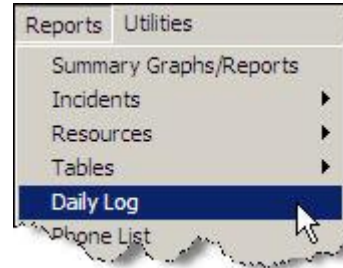 Reports Utilities
Summary Graphs/Reports
Incidents
Resources
Tables
Daily Log
Phone List